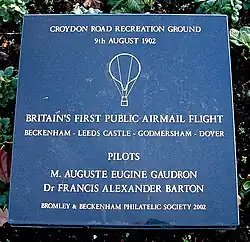 CROYDON ROAD RECREATION GROUND
9th AUGUST 1902
BRITAIN'S FIRST PUBLIC AIRMAIL FLIGHT
BECKENHAM - LEEDS CASTLE - GODMERSHAM - DOVER
PILOTS
M. AUGUSTE EUGENE GAUDRON
Dr FRANCIS ALEXANDER BARTON
BROMLEY & BECKENHAM PHILATELIC SOCIETY 2002